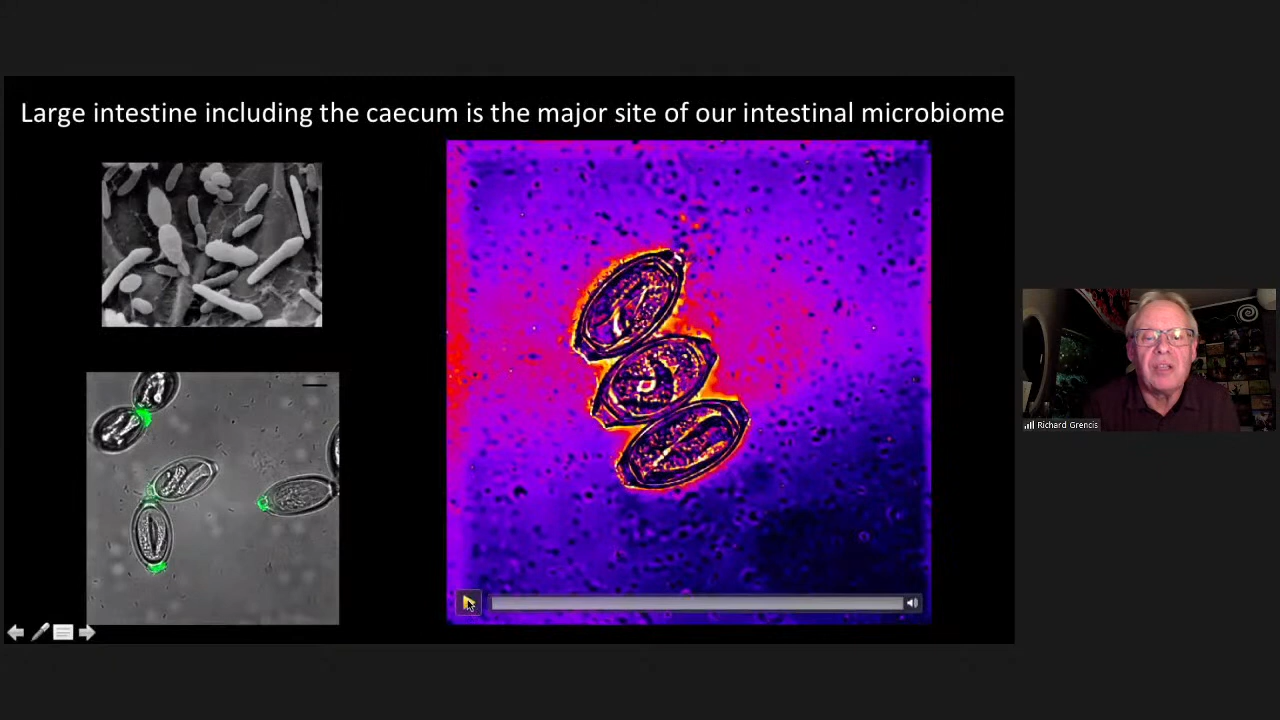 Large intestine including the caecum is the major site of our intestinal microbiome
Richard Grencis